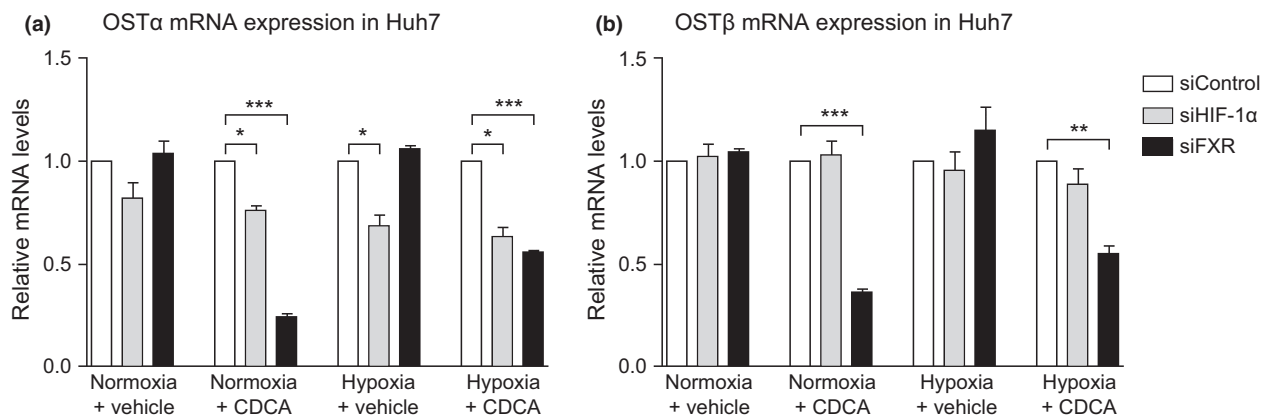 (a) OSTα mRNA expression in Huh7
Relative mRNA levels
1.5
1.0
0.5
0.0
*** 
*
*
***
*
Normoxia + vehicle
Normoxia + CDCA
Hypoxia + vehicle
Hypoxia + CDCA
(b) OSTβ mRNA expression in Huh7
Relative mRNA levels
1.5
1.0
0.5
0.0
***
**
Normoxia + vehicle
Normoxia + CDCA
Hypoxia + vehicle
Hypoxia + CDCA
siControl
siHIF-1α
siFXR